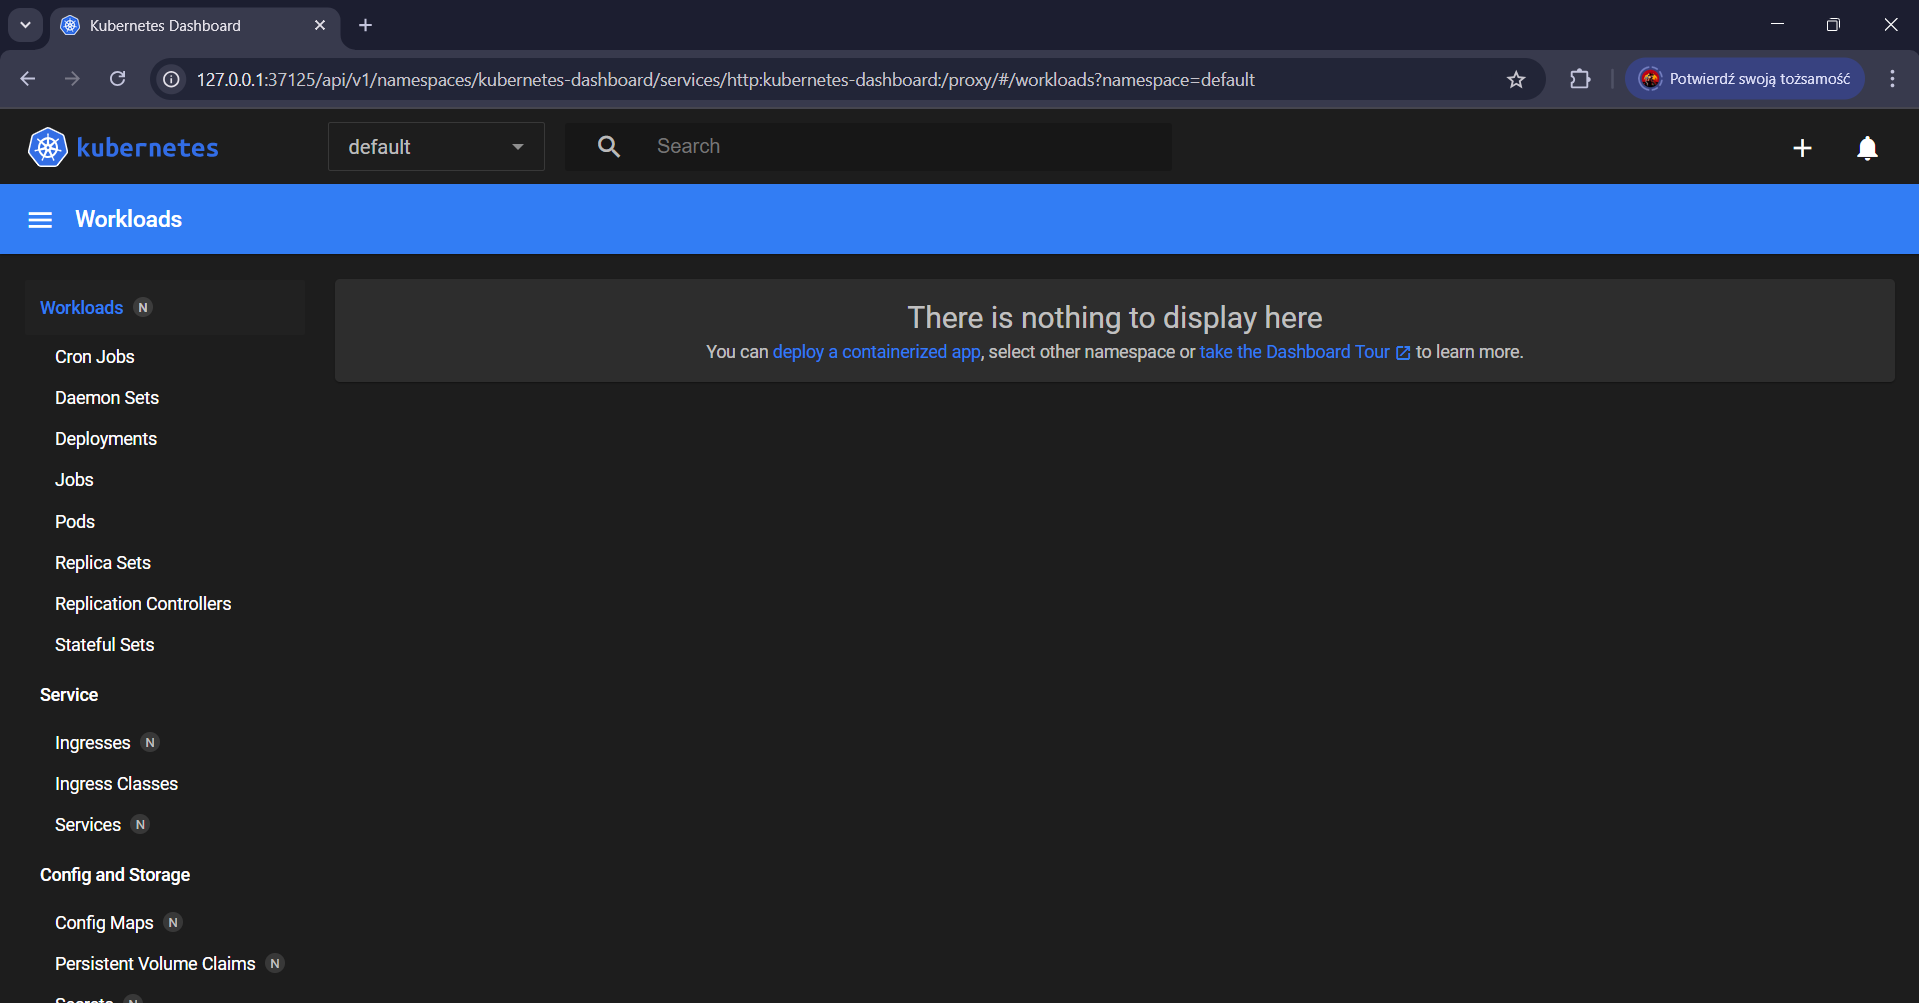 Kubernetes Dashboard
127.0.0.1:37125/api/v1/namespaces/kubernetes-dashboard/services/http:kubernetes-dashboard:/proxy/#/workloads?namespace=default
Potwierdź swoją tożsamość
kubernetes
default
Search
Workloads
Workloads N
There is nothing to display here
You can deploy a containerized app, select other namespace or take the Dashboard Tour to learn more.
Cron Jobs
Daemon Sets
Deployments
Jobs
Pods
Replica Sets
Replication Controllers
Stateful Sets
Service
Ingresses N
Ingress Classes
Services N
Config and Storage
Config Maps N
Persistent Volume Claims N
Secrets N